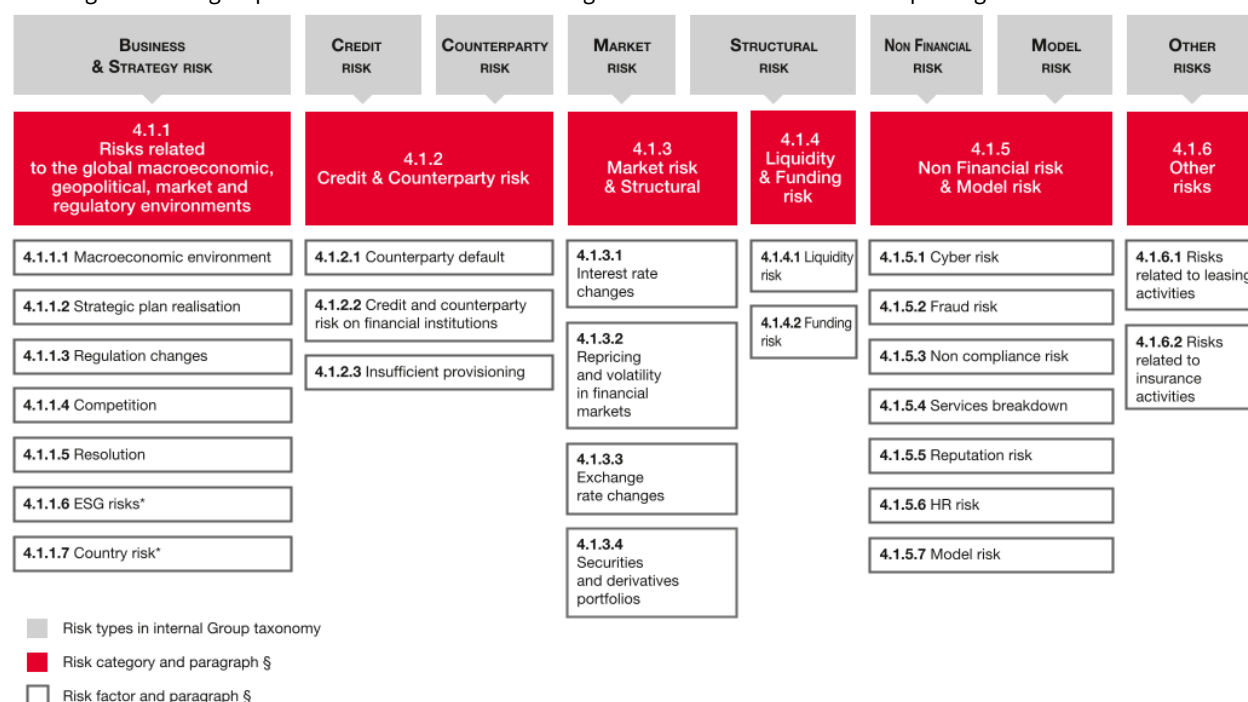 BUSINESS
& STRATEGY RISK
CREDIT
RISK
COUNTERPARTY
RISK
MARKET
RISK
STRUCTURAL
RISK
NON FINANCIAL
RISK
MODEL
RISK
OTHER
RISKS
4.1.1
Risks related
to the global macroeconomic,
geopolitical, market and
regulatory environments
4.1.2
Credit & Counterparty risk
4.1.3
Market risk
& Structural
4.1.4
Liquidity
& Funding
risk
4.1.5
Non Financial risk
& Model risk
4.1.6
Other
risks
4.1.1.1 Macroeconomic environment
4.1.1.2 Strategic plan realisation
4.1.1.3 Regulation changes
4.1.1.4 Competition
4.1.1.5 Resolution
4.1.1.6 ESG risks*
4.1.1.7 Country risk*
4.1.2.1 Counterparty default
4.1.2.2 Credit and counterparty
risk on financial institutions
4.1.2.3 Insufficient provisioning
4.1.3.1
Interest rate
changes
4.1.3.2
Repricing
and volatility
in financial
markets
4.1.3.3
Exchange
rate changes
4.1.3.4
Securities
and derivatives
portfolios
4.1.4.1 Liquidity
risk
4.1.4.2 Funding
risk
4.1.5.1 Cyber risk
4.1.5.2 Fraud risk
4.1.5.3 Non compliance risk
4.1.5.4 Services breakdown
4.1.5.5 Reputation risk
4.1.5.6 HR risk
4.1.5.7 Model risk
4.1.6.1 Risks
related to leasing
activities
4.1.6.2 Risks
related to
insurance
activities
Risk types in internal Group taxonomy
Risk category and paragraph §
Risk factor and paragraph §